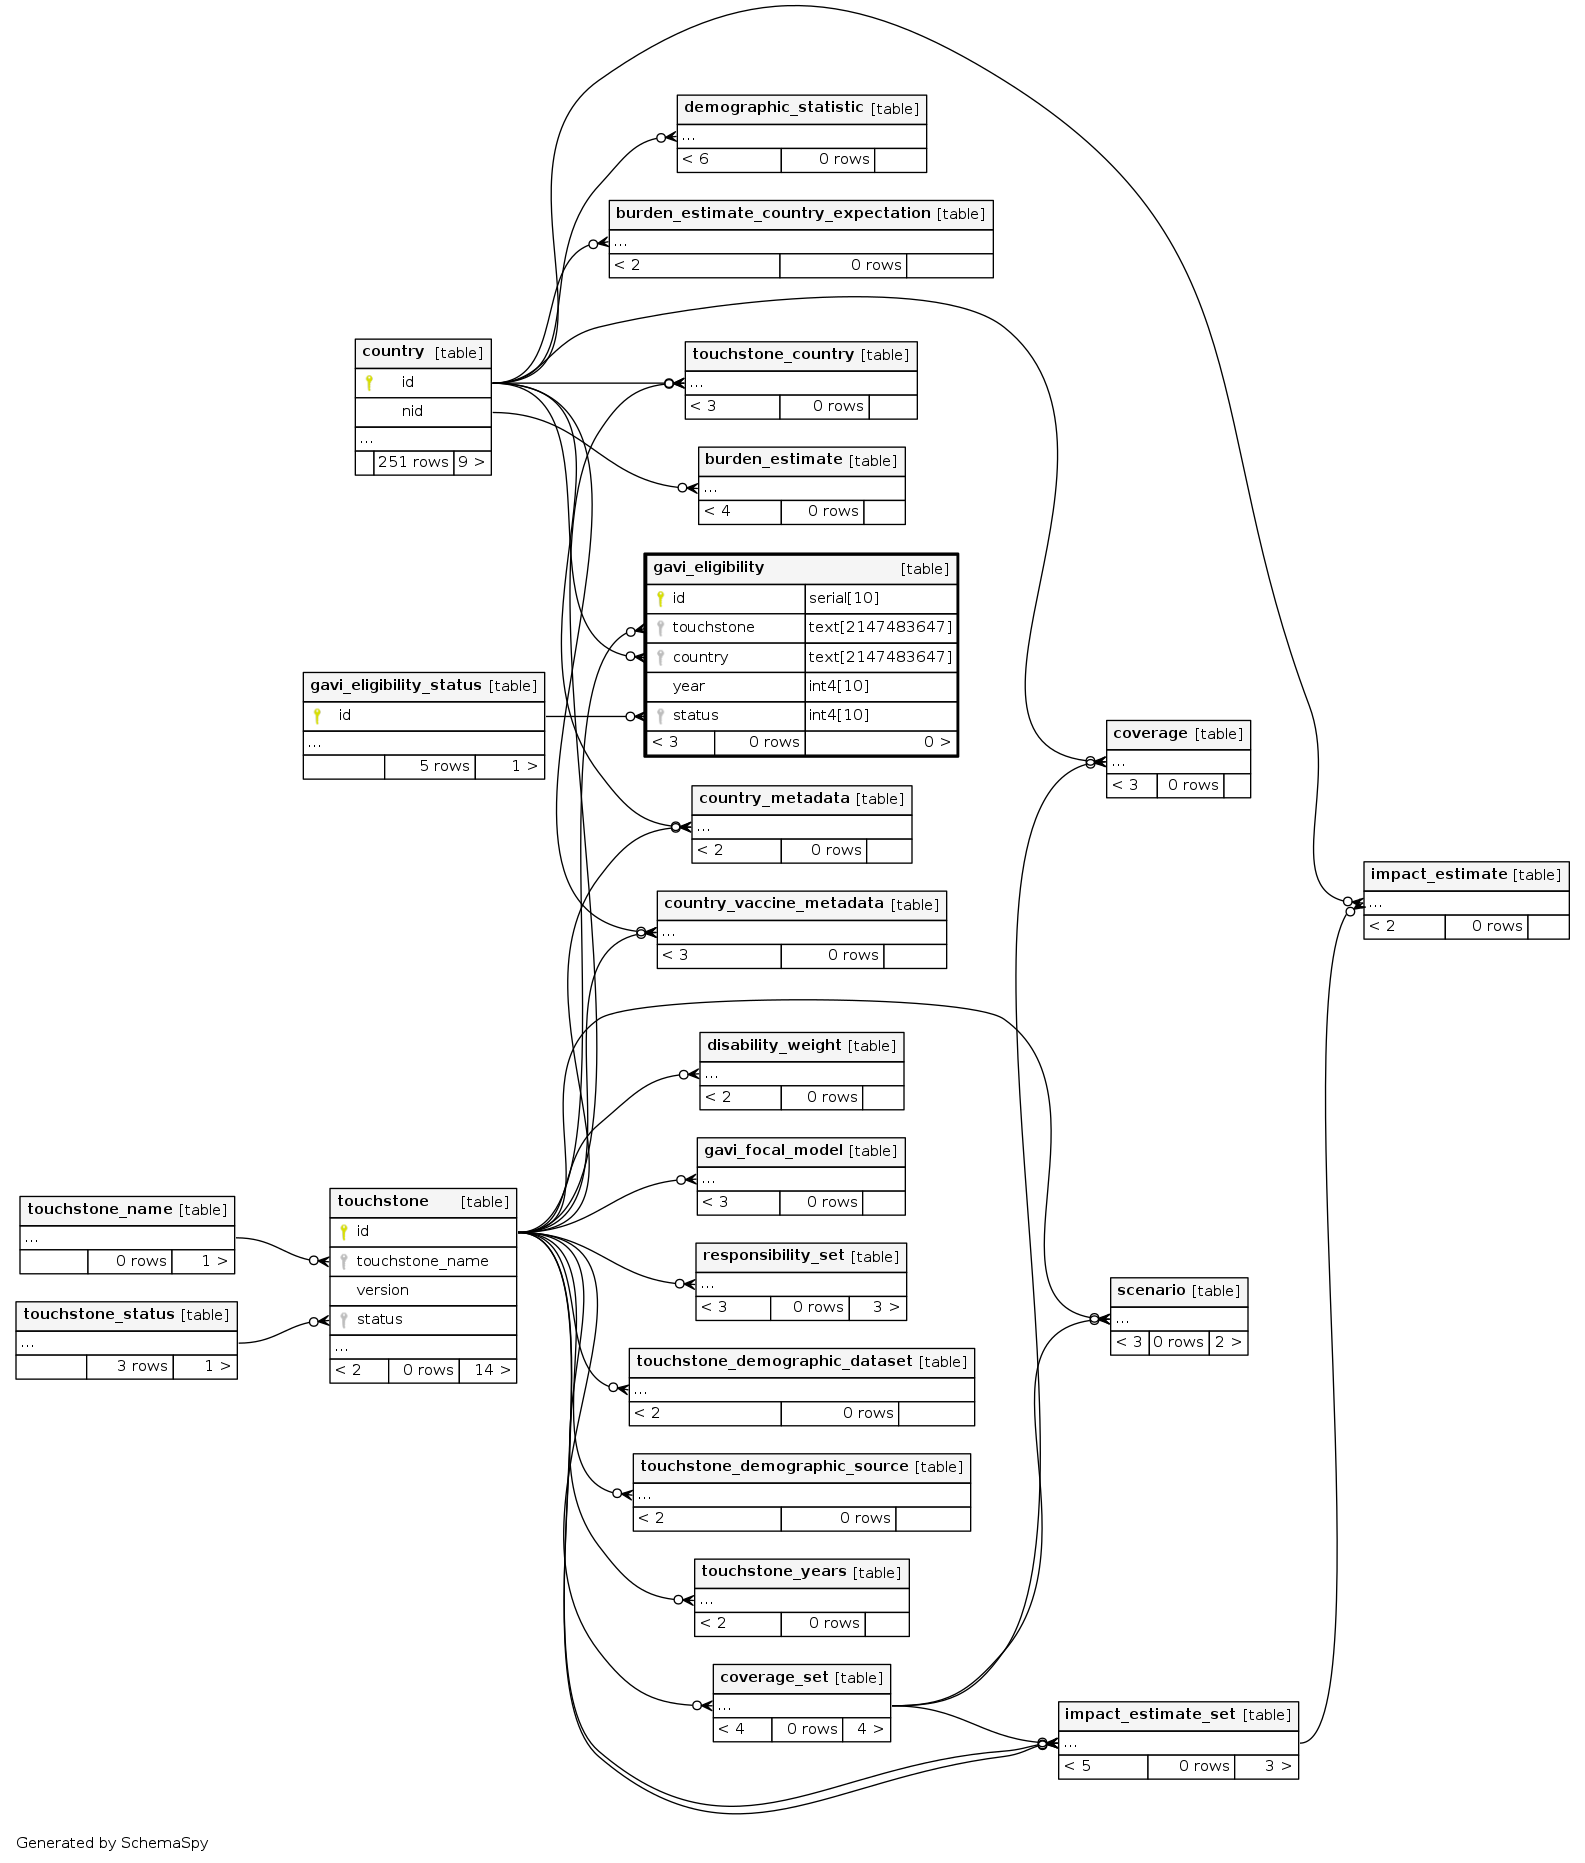 demographic_statistic [table]
...
< 6 0 rows
burden_estimate_country_expectation [table]
...
< 2 0 rows
country [table]
id
nid
...
251 rows 9 >
touchstone_country [table]
...
< 3 0 rows
burden_estimate [table]
...
< 4 0 rows
gavi_eligibility [table]
id serial[10]
touchstone text[2147483647]
country text[2147483647]
year int4[10]
status int4[10]
< 3 0 rows 0 >
gavi_eligibility_status [table]
id
...
5 rows 1 >
coverage [table]
...
< 3 0 rows
country_metadata [table]
...
< 2 0 rows
impact_estimate [table]
...
< 2 0 rows
country_vaccine_metadata [table]
...
< 3 0 rows
disability_weight [table]
...
< 2 0 rows
gavi_focal_model [table]
...
< 3 0 rows
touchstone_name [table]
...
0 rows 1 >
touchstone [table]
id
touchstone_name
version
status
...
< 2 0 rows 14 >
touchstone_status [table]
...
3 rows 1 >
responsibility_set [table]
...
< 3 0 rows 3 >
scenario [table]
...
< 3 0 rows 2 >
touchstone_demographic_dataset [table]
...
< 2 0 rows
touchstone_demographic_source [table]
...
< 2 0 rows
touchstone_years [table]
...
< 2 0 rows
coverage_set [table]
...
< 4 0 rows 4 >
impact_estimate_set [table]
...
< 5 0 rows 3 >
Generated by SchemaSpy